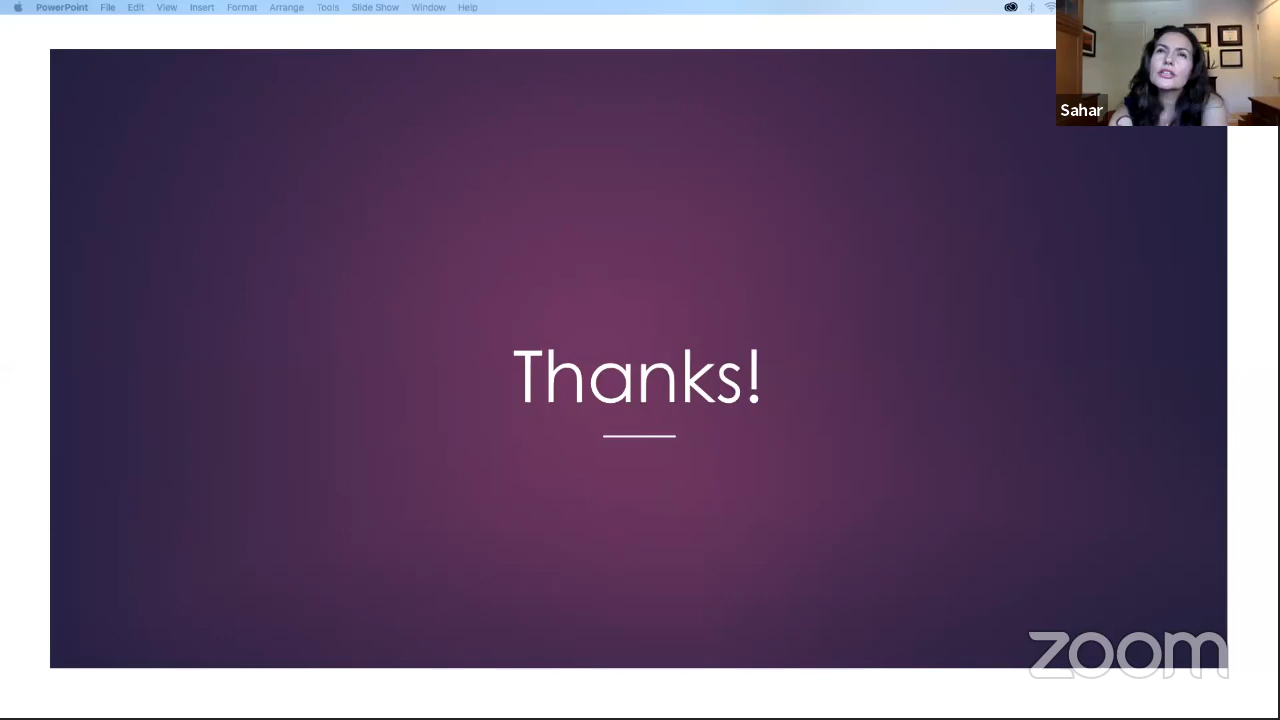 PowerPoint File Edit View Insert Format Arrange Tools Slide Show Window Help
Sahar
Thanks!
zoom